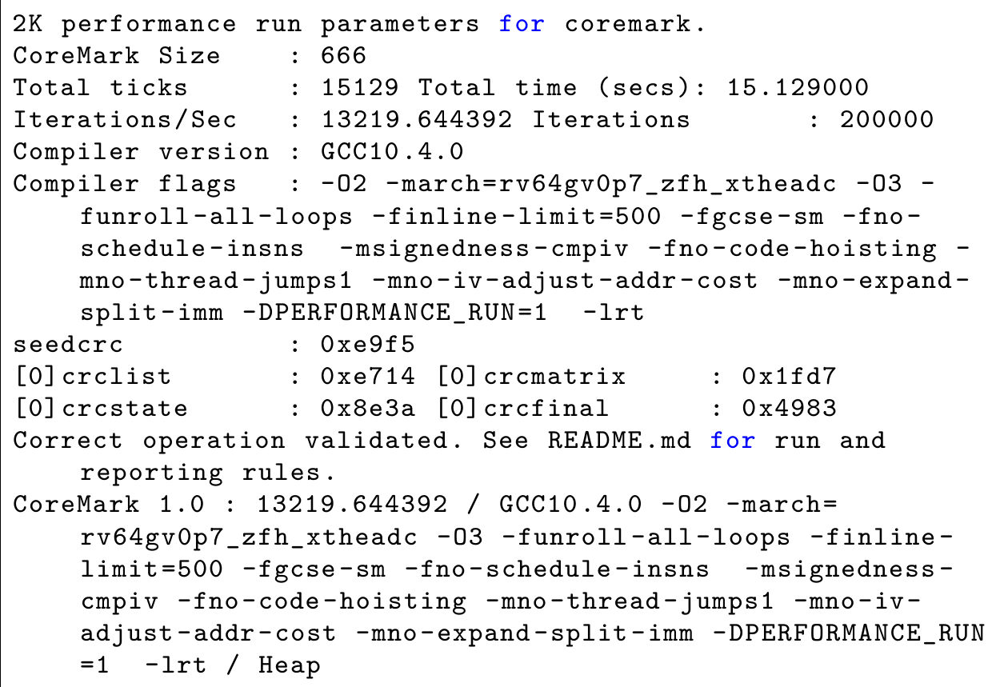 2K performance run parameters for coremark.
CoreMark Size    : 666
Total ticks      : 15129 Total time (secs): 15.129000
Iterations/Sec   : 13219.644392 Iterations       : 200000
Compiler version : GCC10.4.0
Compiler flags   : -O2 -march=rv64gv0p7_zfh_xtheadc -O3 -
funroll-all-loops -finline-limit=500 -fgcse-sm -fno-
schedule-insns  -msignedness-cmpiv -fno-code-hoisting -
mno-thread-jumps1 -mno-iv-adjust-addr-cost -mno-expand-
split-imm -DPERFORMANCE_RUN=1  -lrt
seedcrc          : 0xe9f5
[0]crclist       : 0xe714 [0]crcmatrix     : 0x1fd7
[0]crcstate      : 0x8e3a [0]crcfinal      : 0x4983
Correct operation validated. See README.md for run and
reporting rules.
CoreMark 1.0 : 13219.644392 / GCC10.4.0 -O2 -march=
rv64gv0p7_zfh_xtheadc -O3 -funroll-all-loops -finline-
limit=500 -fgcse-sm -fno-schedule-insns  -msignedness-
cmpiv -fno-code-hoisting -mno-thread-jumps1 -mno-iv-
adjust-addr-cost -mno-expand-split-imm -DPERFORMANCE_RUN
=1  -lrt / Heap